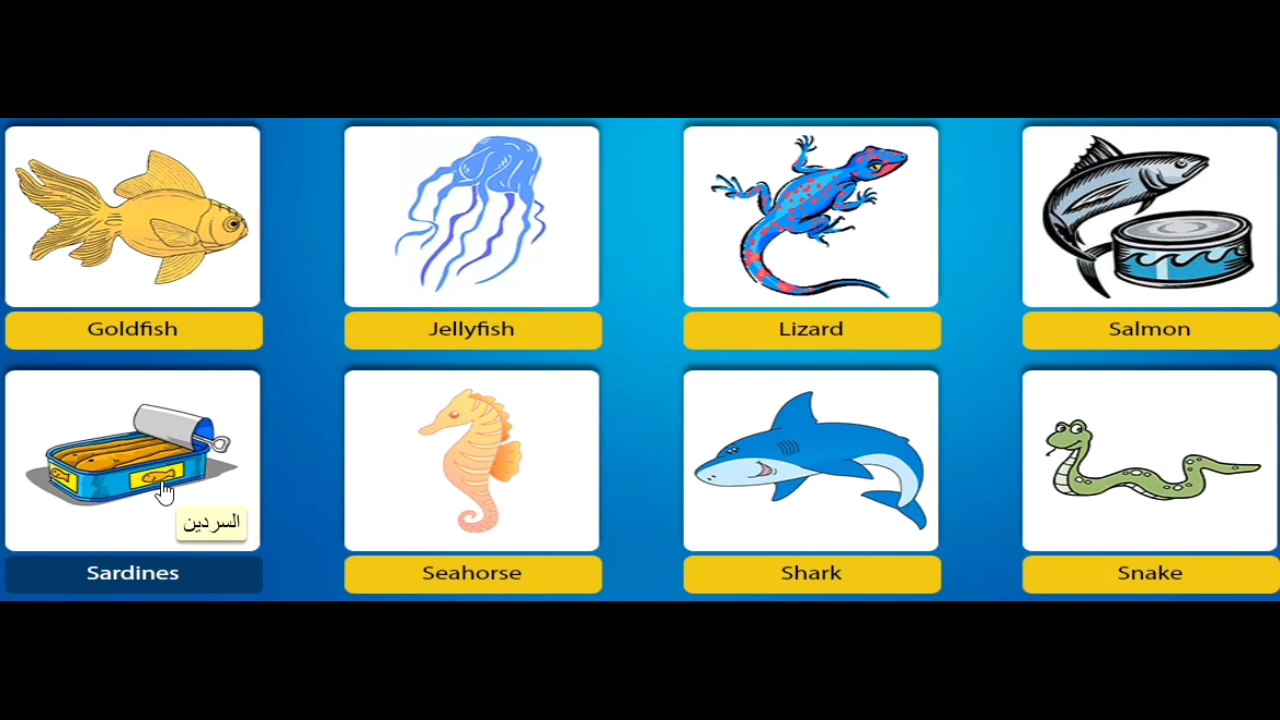 Goldfish
Jellyfish
Lizard
Salmon
السردين
Sardines
Seahorse
Shark
Snake